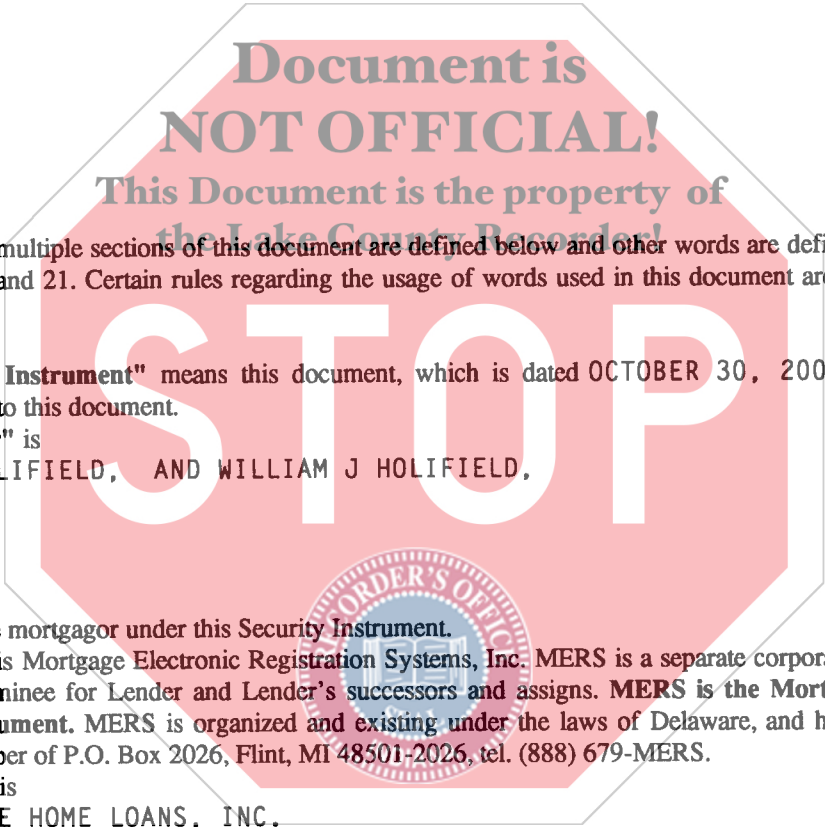 Document is
NOT OFFICIAL!
This Document is the property of
the Lake County Recorder!
multiple sections of this document are defined below and other words are defi
and 21. Certain rules regarding the usage of words used in this document are
STOP
Instrument" means this document, which is dated OCTOBER 30, 200
to this document.
" is
LIFIELD, AND WILLIAM J HOLIFIELD,
RECORDER'S OFFIC
mortgagor under this Security Instrument.
is Mortgage Electronic Registration Systems, Inc. MERS is a separate corpor
minee for Lender and Lender's successors and assigns. MERS is the Mort
ument. MERS is organized and existing under the laws of Delaware, and h
SEAL
ber of P.O. Box 2026, Flint, MI 48501-2026, tel. (888) 679-MERS.
is
E HOME LOANS, INC.